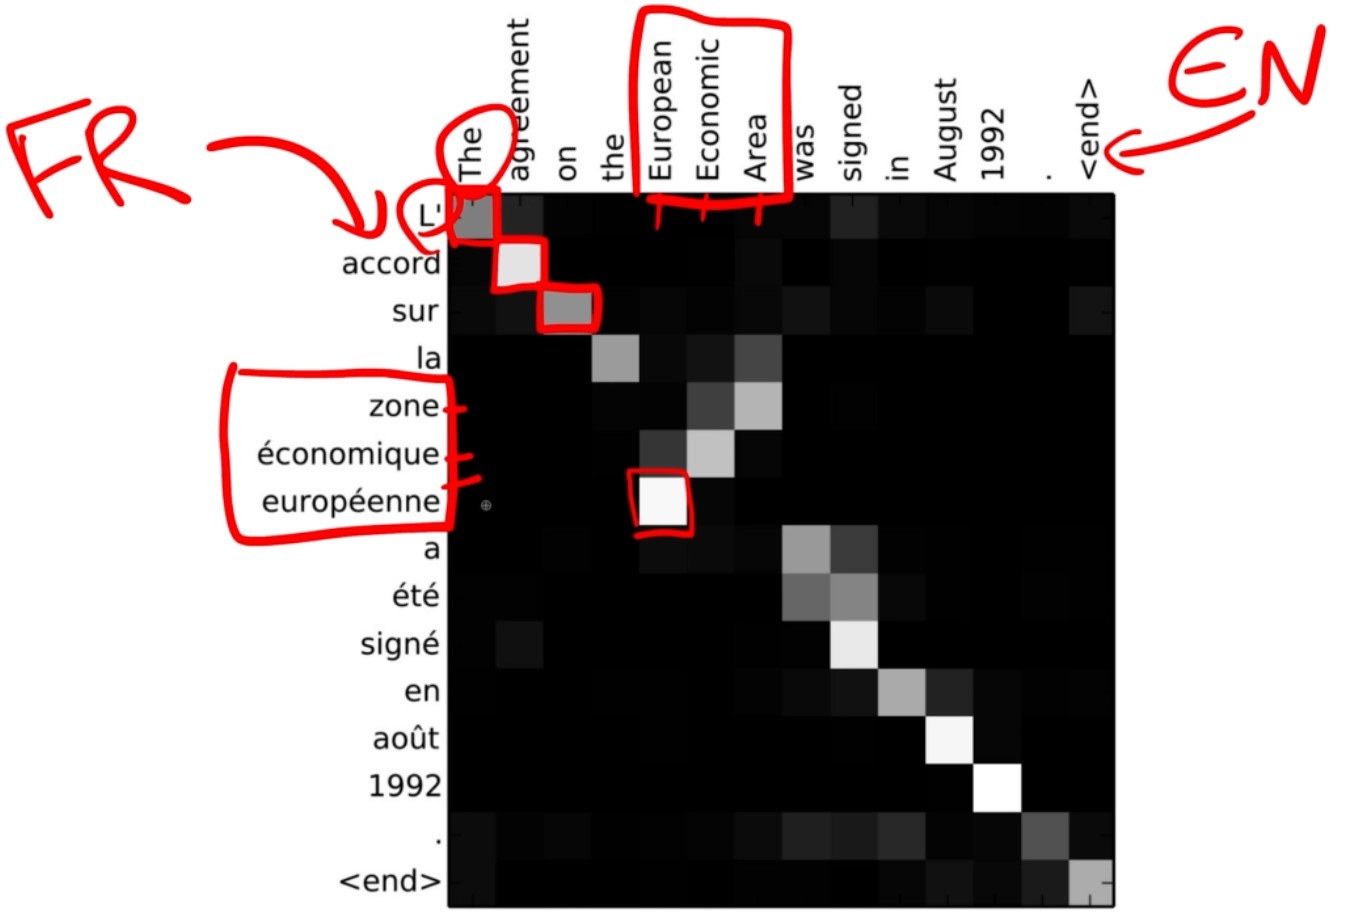 FR
EN
The agreement on the European Economic Area was signed in August 1992 . <end>
L'
accord
sur
la
zone
économique
européenne
a
été
signé
en
août
1992
.
<end>